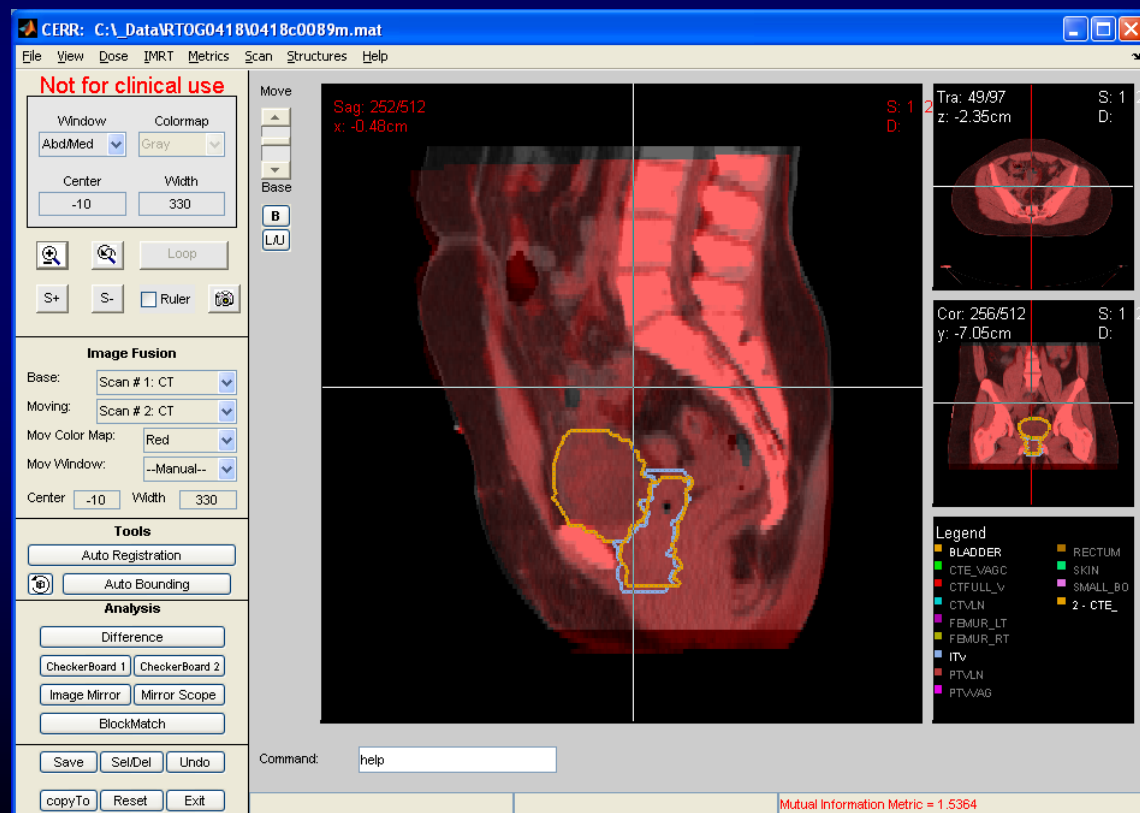 CERR: C:\_Data\RTOG0418\0418c0089m.mat
File View Dose IMRT Metrics Scan Structures Help
Not for clinical use
Window Colormap
Abd/Med Gray
Center Width
-10 330
Loop
S+ S- Ruler
Image Fusion
Base: Scan # 1: CT
Moving: Scan # 2: CT
Mov Color Map: Red
Mov Window: --Manual--
Center -10 Width 330
Tools
Auto Registration
Auto Bounding
Analysis
Difference
CheckerBoard 1 CheckerBoard 2
Image Mirror Mirror Scope
BlockMatch
Save Sel/Del Undo
copyTo Reset Exit
Move
Base
B
L/U
Sag: 252/512 S: 1 2
x: -0.48cm D:
Tra: 49/97 S: 1 2
z: -2.35cm D:
Cor: 256/512 S: 1 2
y: -7.05cm D:
Legend
BLADDER
CTE_VAGC
CTFULL_V
CTVLN
FEMUR_LT
FEMUR_RT
ITV
PTVLN
PTVVAG
RECTUM
SKIN
SMALL_BO
2 - CTE_
Command: help
Mutual Information Metric = 1.5364